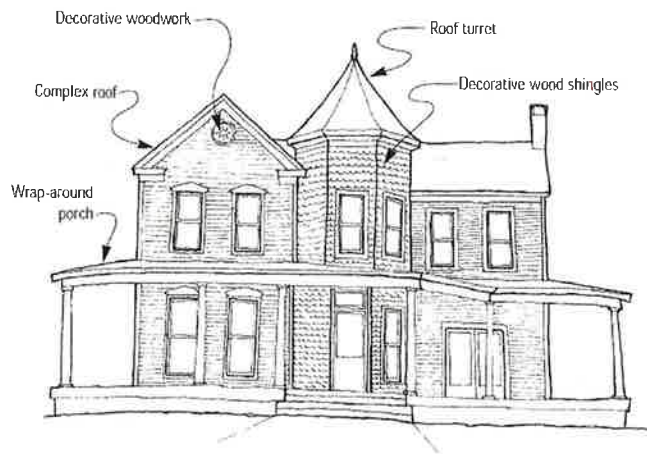 Decorative woodwork
Roof turret
Complex roof
Decorative wood shingles
Wrap-around
porch